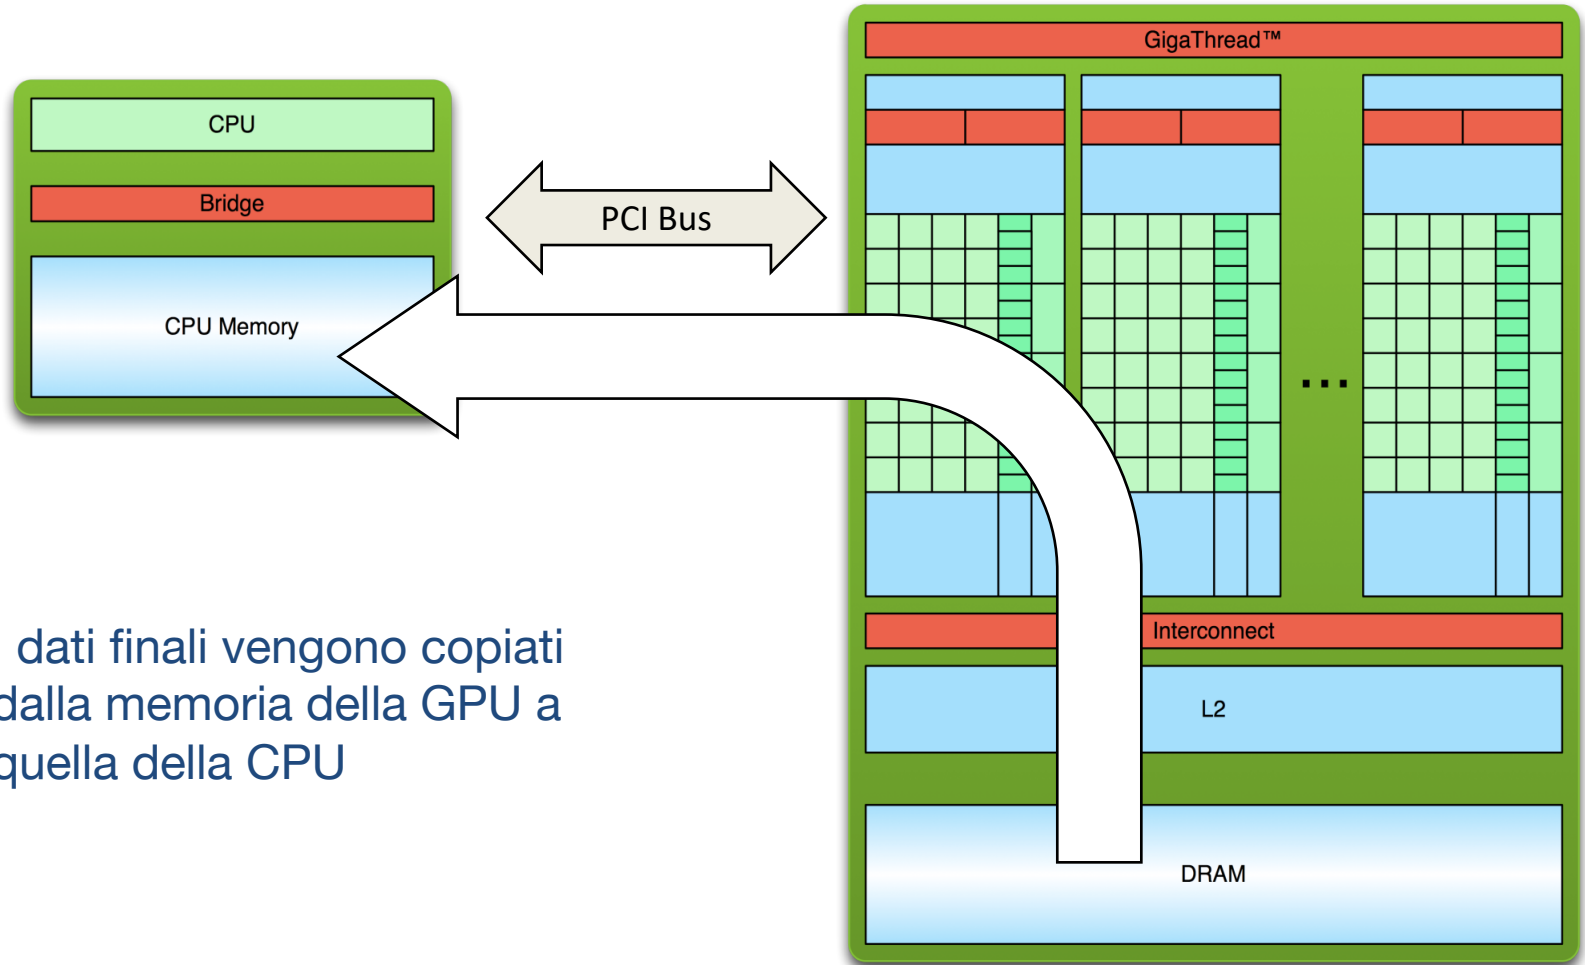 GigaThread™
CPU
Bridge
PCI Bus
CPU Memory
...
Interconnect
dati finali vengono copiati
dalla memoria della GPU a
quella della CPU
L2
DRAM